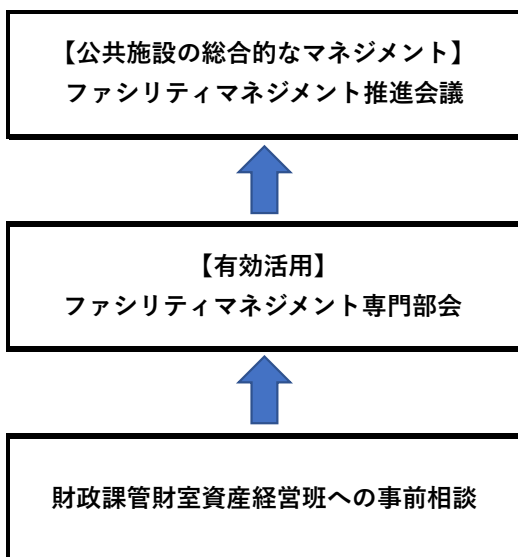 【公共施設の総合的なマネジメント】
ファシリティマネジメント推進会議
【有効活用】
ファシリティマネジメント専門部会
財政課管財室資産経営班への事前相談